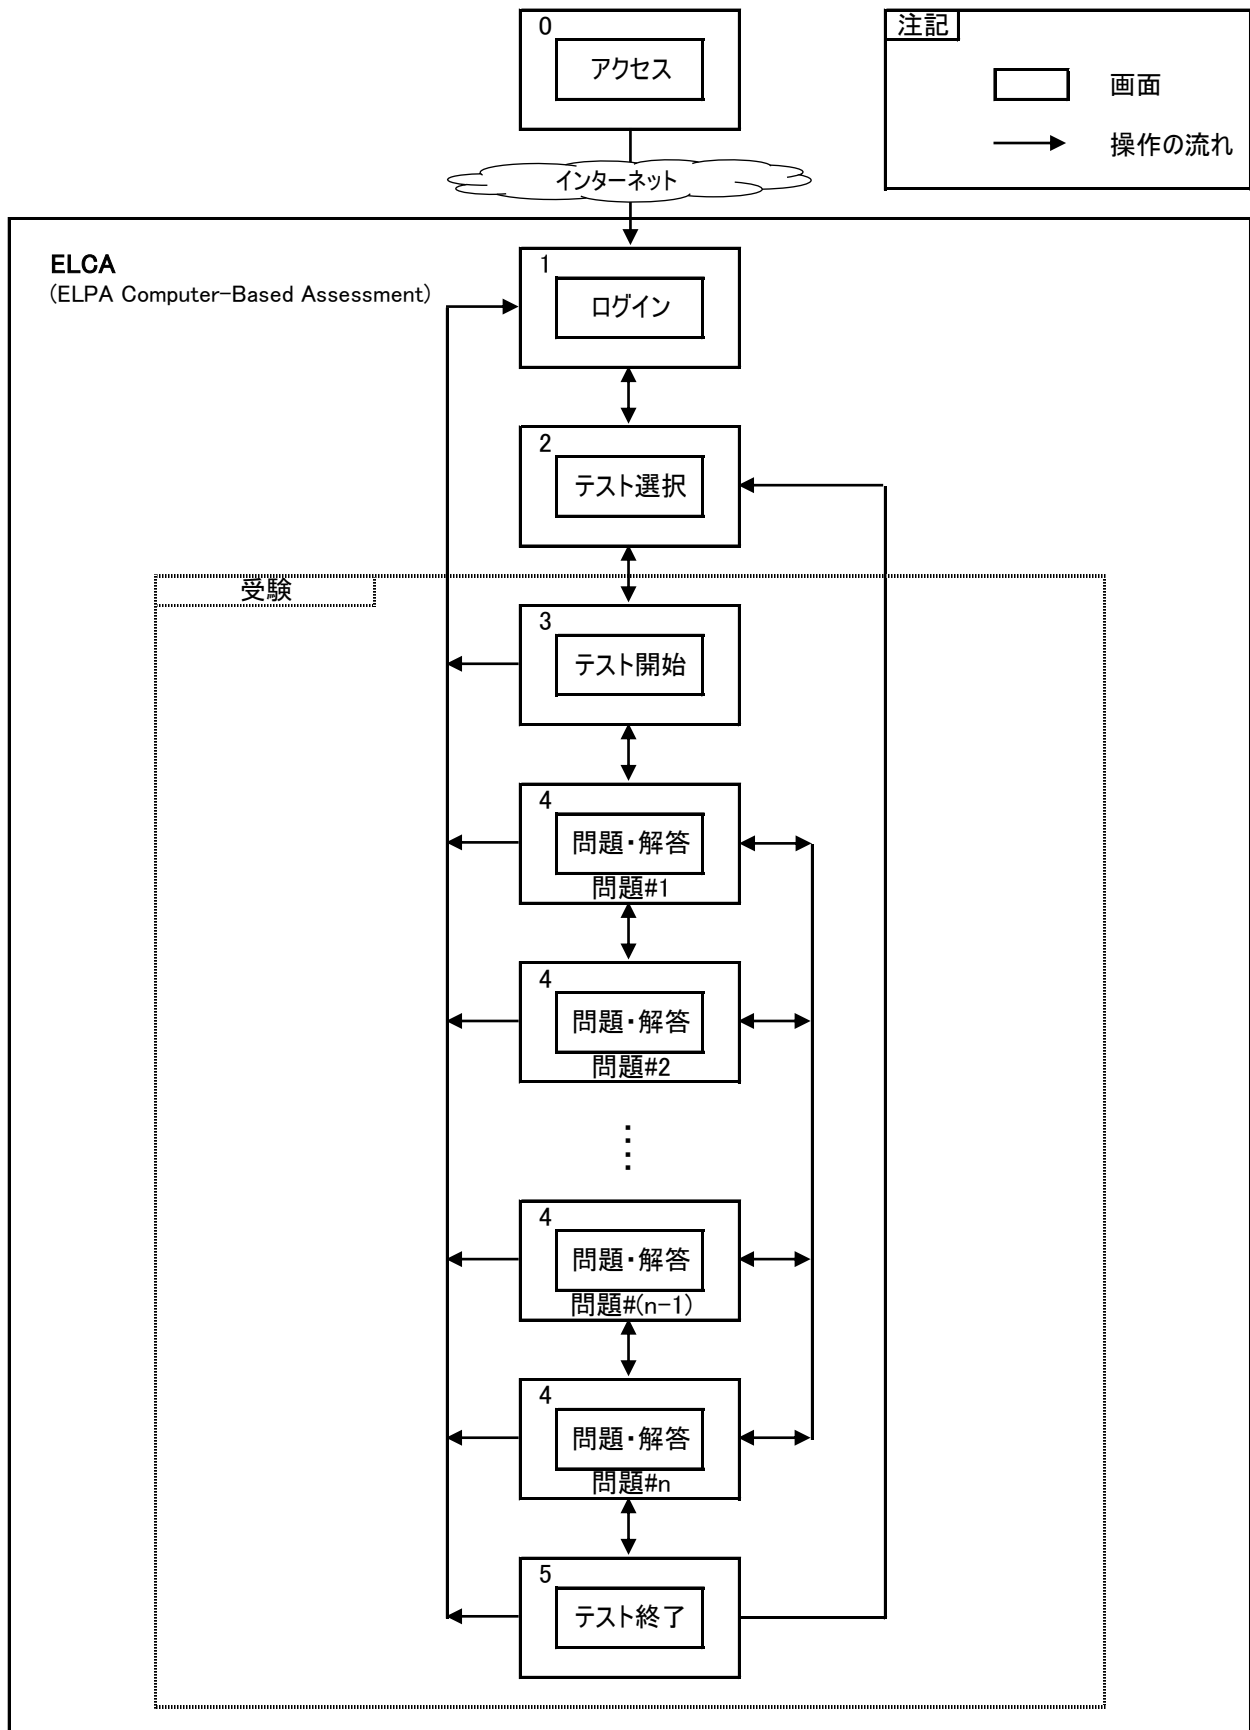 0
アクセス
注記
画面
操作の流れ
インターネット
ELCA
(ELPA Computer-Based Assessment)
1
ログイン
2
テスト選択
受験
3
テスト開始
4
問題・解答
問題#1
4
問題・解答
問題#2
⋮
4
問題・解答
問題#(n-1)
4
問題・解答
問題#n
5
テスト終了